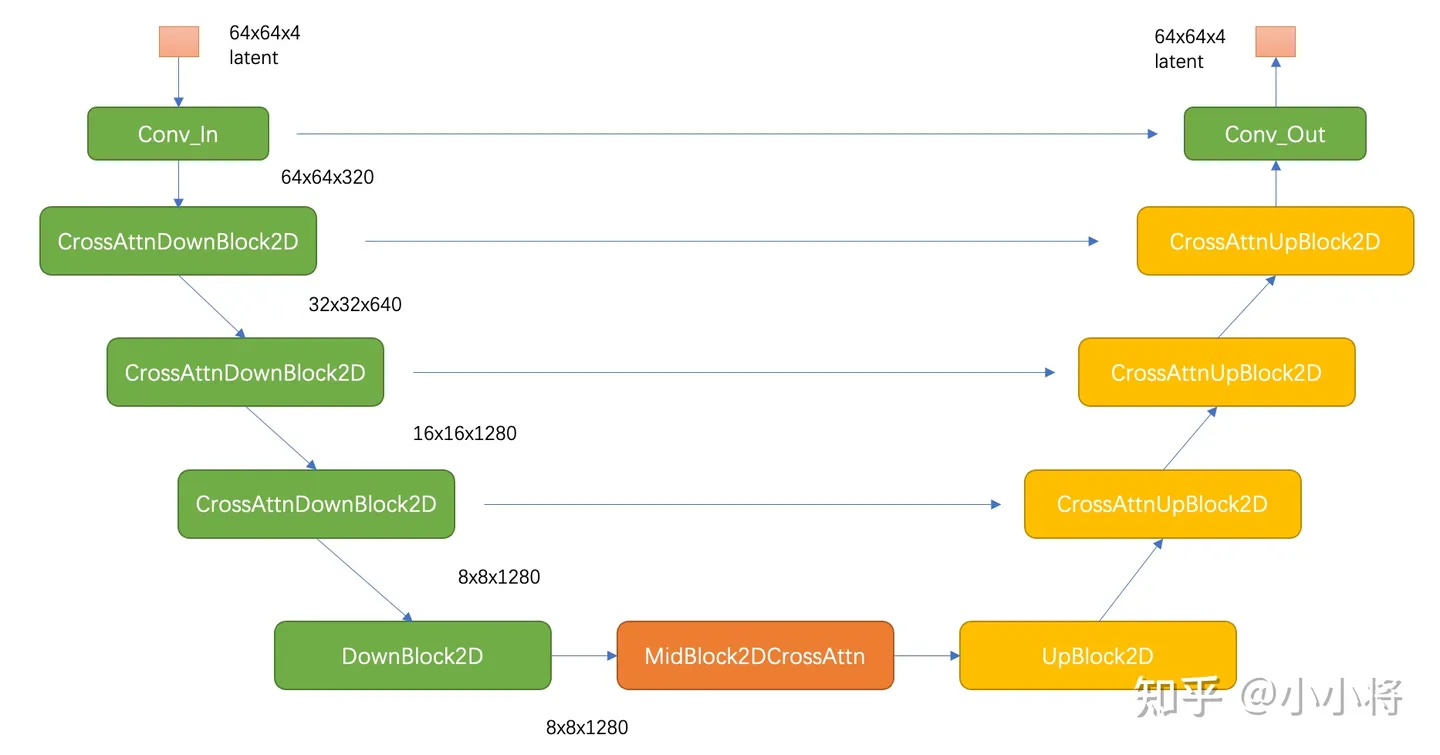 64x64x4
latent
64x64x4
latent
Conv_In
Conv_Out
64x64x320
CrossAttnDownBlock2D
CrossAttnUpBlock2D
32x32x640
CrossAttnDownBlock2D
CrossAttnUpBlock2D
16x16x1280
CrossAttnDownBlock2D
CrossAttnUpBlock2D
8x8x1280
DownBlock2D
MidBlock2DCrossAttn
UpBlock2D
知乎 @小小将
8x8x1280